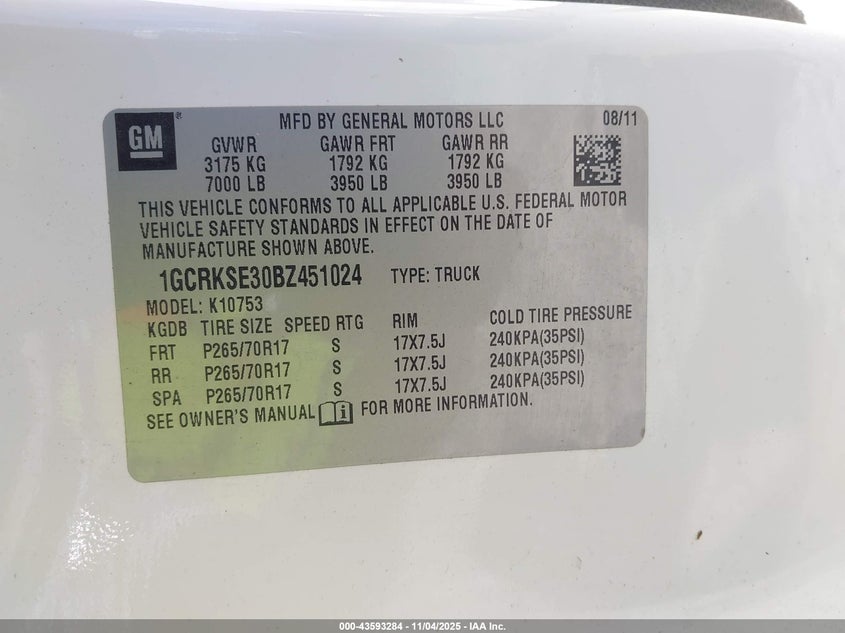 GM ®
MFD BY GENERAL MOTORS LLC 08/11
GVWR GAWR FRT GAWR RR
3175 KG 1792 KG 1792 KG
7000 LB 3950 LB 3950 LB
THIS VEHICLE CONFORMS TO ALL APPLICABLE U.S. FEDERAL MOTOR
VEHICLE SAFETY STANDARDS IN EFFECT ON THE DATE OF
MANUFACTURE SHOWN ABOVE.
1GCRKSE30BZ451024 TYPE: TRUCK
MODEL: K10753
KGDB TIRE SIZE SPEED RTG RIM COLD TIRE PRESSURE
FRT P265/70R17 S 17X7.5J 240KPA(35PSI)
RR P265/70R17 S 17X7.5J 240KPA(35PSI)
SPA P265/70R17 S 17X7.5J 240KPA(35PSI)
SEE OWNER'S MANUAL FOR MORE INFORMATION.
000-43593284 - 11/04/2025 - IAA Inc.